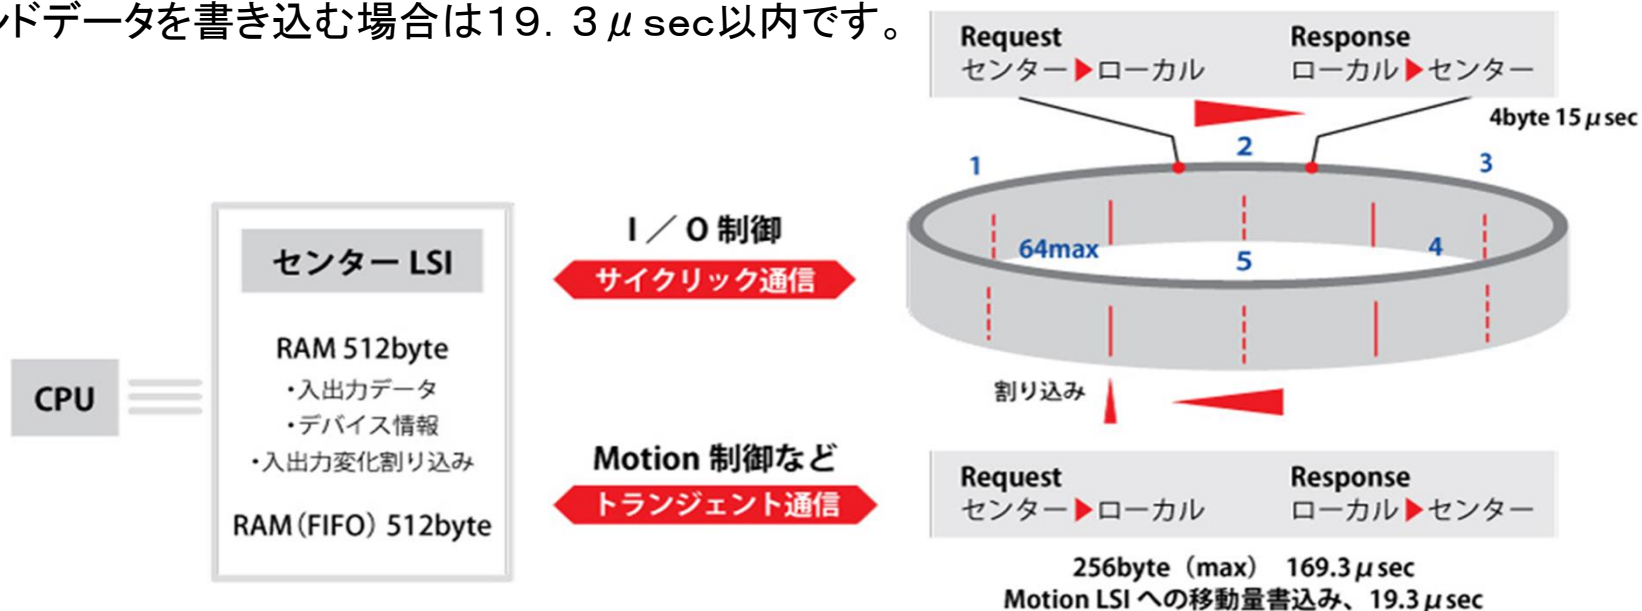 ンドデータを書き込む場合は１９．３μsec以内です。
Request
センター▶ローカル
Response
ローカル▶センター
4byte 15μsec
1
2
3
64max
5
4
I／O 制御
サイクリック通信
センター LSI
RAM 512byte
・入出力データ
・デバイス情報
・入出力変化割り込み
RAM（FIFO）512byte
CPU
割り込み
Motion 制御など
トランジェント通信
Request
センター▶ローカル
Response
ローカル▶センター
256byte（max） 169.3μsec
Motion LSI への移動量書込み、19.3μsec